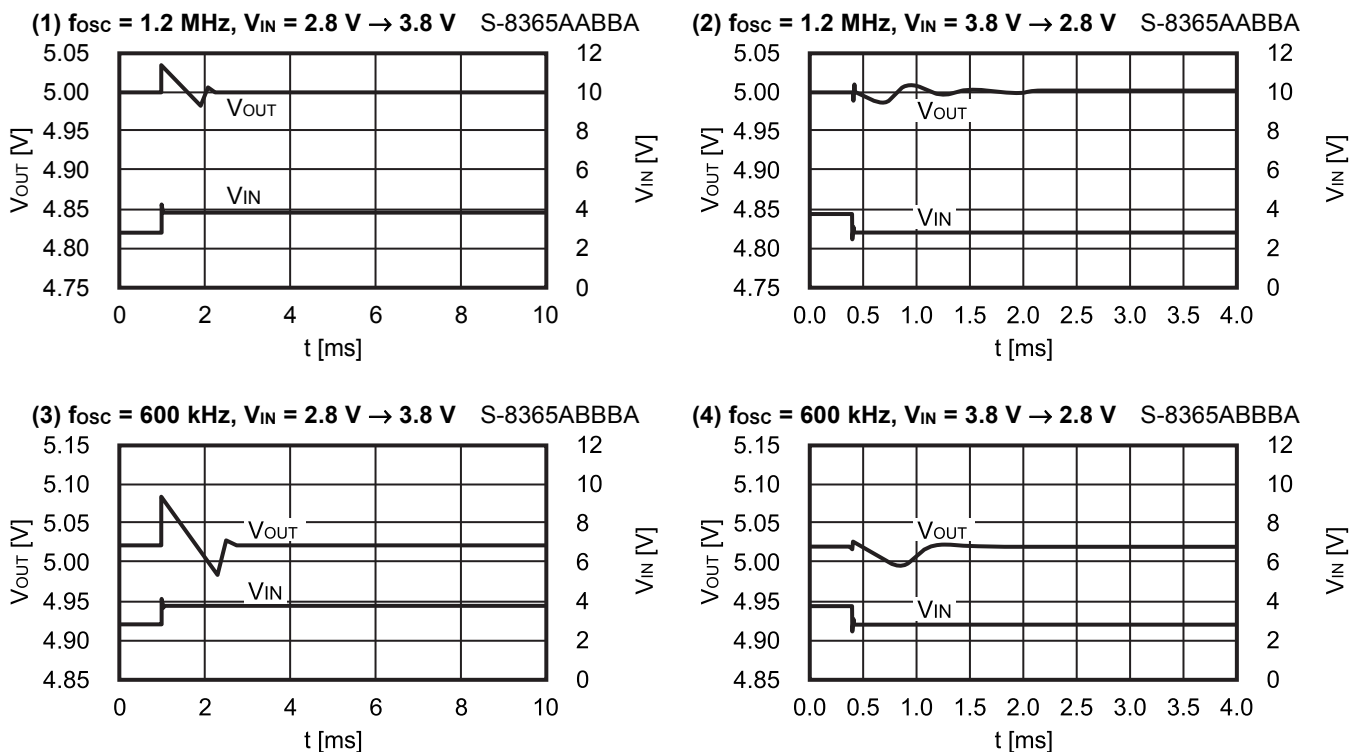 (1) fOSC = 1.2 MHz, VIN = 2.8 V → 3.8 V S-8365AABBA
5.05
5.00
4.95
4.90
4.85
4.80
4.75
VOUT [V]
VOUT
VIN
12
10
8
6
4
2
0
VIN [V]
0 2 4 6 8 10
t [ms]
(2) fOSC = 1.2 MHz, VIN = 3.8 V → 2.8 V S-8365AABBA
5.05
5.00
4.95
4.90
4.85
4.80
4.75
VOUT [V]
VOUT
VIN
12
10
8
6
4
2
0
VIN [V]
0.0 0.5 1.0 1.5 2.0 2.5 3.0 3.5 4.0
t [ms]
(3) fOSC = 600 kHz, VIN = 2.8 V → 3.8 V S-8365ABBBA
5.15
5.10
5.05
5.00
4.95
4.90
4.85
VOUT [V]
VOUT
VIN
12
10
8
6
4
2
0
VIN [V]
0 2 4 6 8 10
t [ms]
(4) fOSC = 600 kHz, VIN = 3.8 V → 2.8 V S-8365ABBBA
5.15
5.10
5.05
5.00
4.95
4.90
4.85
VOUT [V]
VOUT
VIN
12
10
8
6
4
2
0
VIN [V]
0.0 0.5 1.0 1.5 2.0 2.5 3.0 3.5 4.0
t [ms]